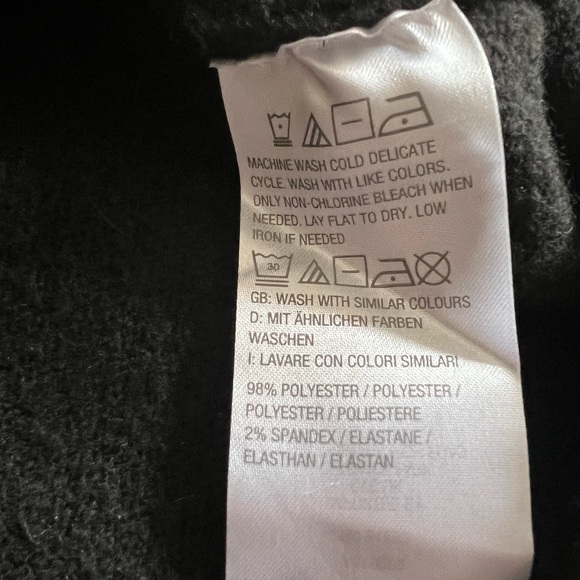 MACHINE WASH COLD DELICATE
CYCLE. WASH WITH LIKE COLORS.
ONLY NON-CHLORINE BLEACH WHEN
NEEDED. LAY FLAT TO DRY. LOW
IRON IF NEEDED
30
GB: WASH WITH SIMILAR COLOURS
D: MIT ÄHNLICHEN FARBEN
WASCHEN
I: LAVARE CON COLORI SIMILARI
98% POLYESTER / POLYESTER /
POLYESTER / POLIESTERE
2% SPANDEX / ELASTANE /
ELASTHAN / ELASTAN